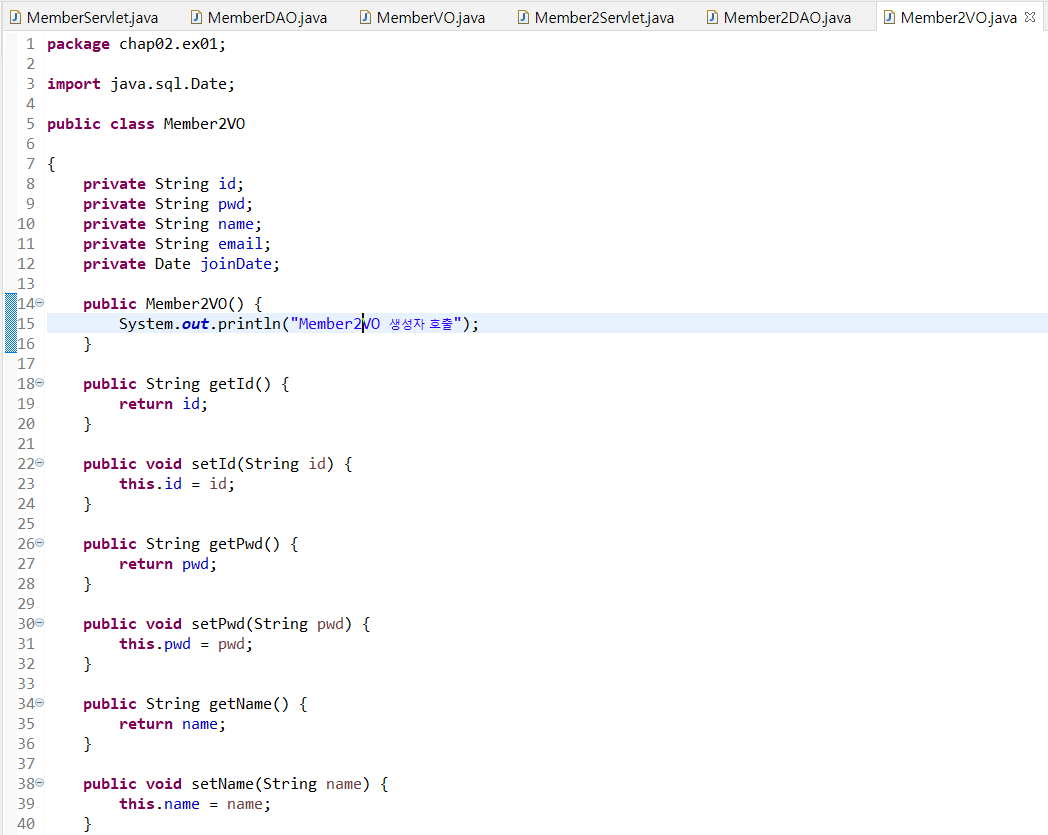 MemberServlet.java MemberDAO.java MemberVO.java Member2Servlet.java Member2DAO.java Member2VO.java
1 package chap02.ex01;
2
3 import java.sql.Date;
4
5 public class Member2VO
6
7 {
8 private String id;
9 private String pwd;
10 private String name;
11 private String email;
12 private Date joinDate;
13
14 public Member2VO() {
15 System.out.println("Member2VO 생성자 호출");
16 }
17
18 public String getId() {
19 return id;
20 }
21
22 public void setId(String id) {
23 this.id = id;
24 }
25
26 public String getPwd() {
27 return pwd;
28 }
29
30 public void setPwd(String pwd) {
31 this.pwd = pwd;
32 }
33
34 public String getName() {
35 return name;
36 }
37
38 public void setName(String name) {
39 this.name = name;
40 }